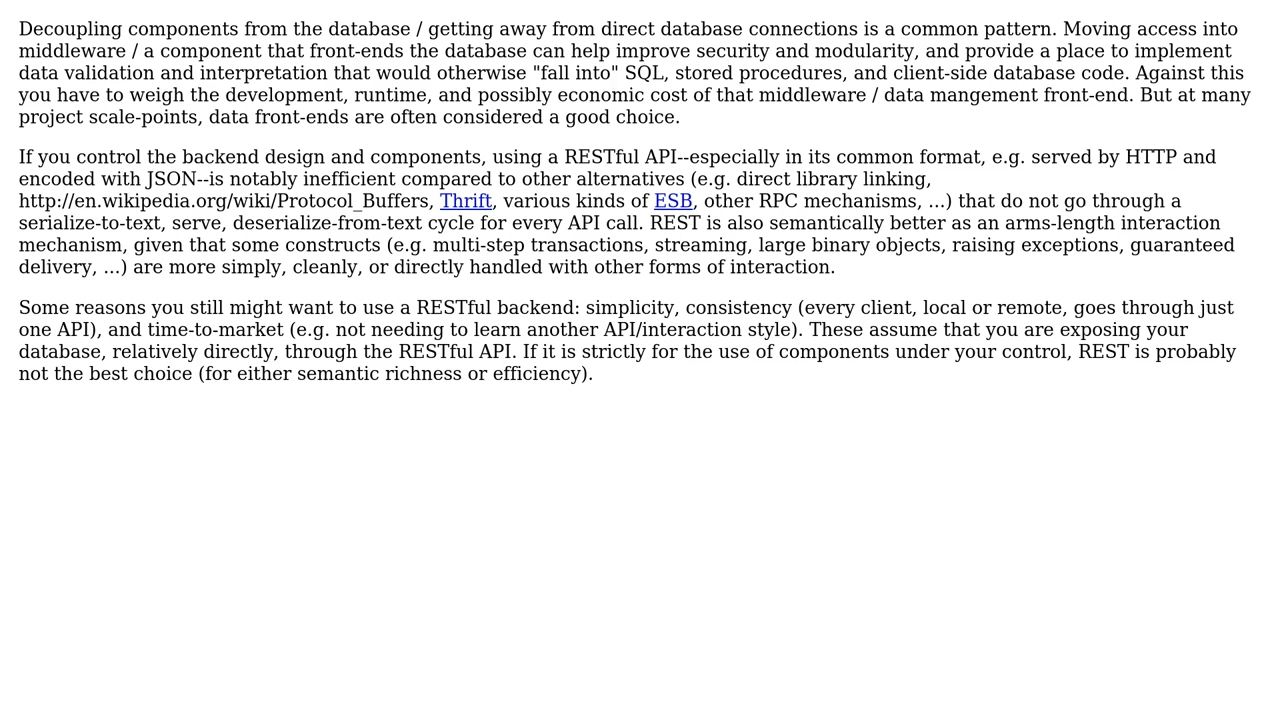 Decoupling components from the database / getting away from direct database connections is a common pattern. Moving access into
middleware / a component that front-ends the database can help improve security and modularity, and provide a place to implement
data validation and interpretation that would otherwise "fall into" SQL, stored procedures, and client-side database code. Against this
you have to weigh the development, runtime, and possibly economic cost of that middleware / data mangement front-end. But at many
project scale-points, data front-ends are often considered a good choice.
If you control the backend design and components, using a RESTful API--especially in its common format, e.g. served by HTTP and
encoded with JSON--is notably inefficient compared to other alternatives (e.g. direct library linking,
http://en.wikipedia.org/wiki/Protocol_Buffers, Thrift, various kinds of ESB, other RPC mechanisms, ...) that do not go through a
serialize-to-text, serve, deserialize-from-text cycle for every API call. REST is also semantically better as an arms-length interaction
mechanism, given that some constructs (e.g. multi-step transactions, streaming, large binary objects, raising exceptions, guaranteed
delivery, ...) are more simply, cleanly, or directly handled with other forms of interaction.
Some reasons you still might want to use a RESTful backend: simplicity, consistency (every client, local or remote, goes through just
one API), and time-to-market (e.g. not needing to learn another API/interaction style). These assume that you are exposing your
database, relatively directly, through the RESTful API. If it is strictly for the use of components under your control, REST is probably
not the best choice (for either semantic richness or efficiency).